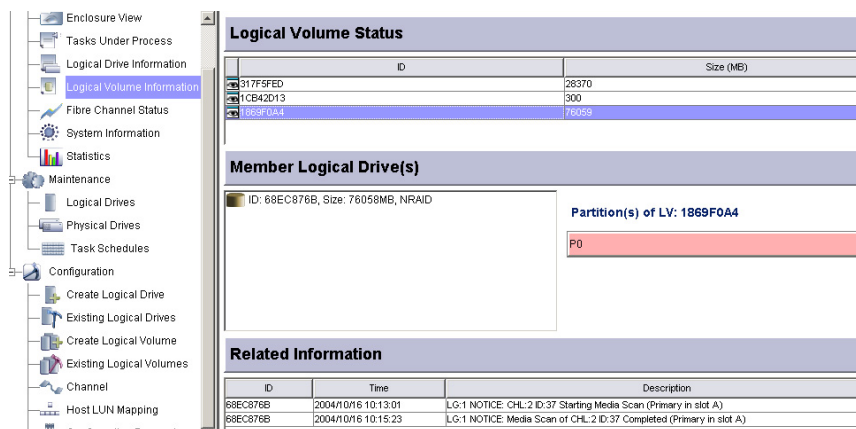 Enclosure View
Tasks Under Process
Logical Drive Information
Logical Volume Information
Fibre Channel Status
System Information
Statistics
Maintenance
Logical Drives
Physical Drives
Task Schedules
Configuration
Create Logical Drive
Existing Logical Drives
Create Logical Volume
Existing Logical Volumes
Channel
Host LUN Mapping
Logical Volume Status
ID Size (MB)
317F5FED 28370
1CB42D13 300
1869F0A4 76059
Member Logical Drive(s)
ID: 68EC876B, Size: 76058MB, NRAID
Partition(s) of LV: 1869F0A4
P0
Related Information
ID Time Description
68EC876B 2004/10/16 10:13:01 LG:1 NOTICE: CHL:2 ID:37 Starting Media Scan (Primary in slot A)
68EC876B 2004/10/16 10:15:23 LG:1 NOTICE: Media Scan of CHL:2 ID:37 Completed (Primary in slot A)